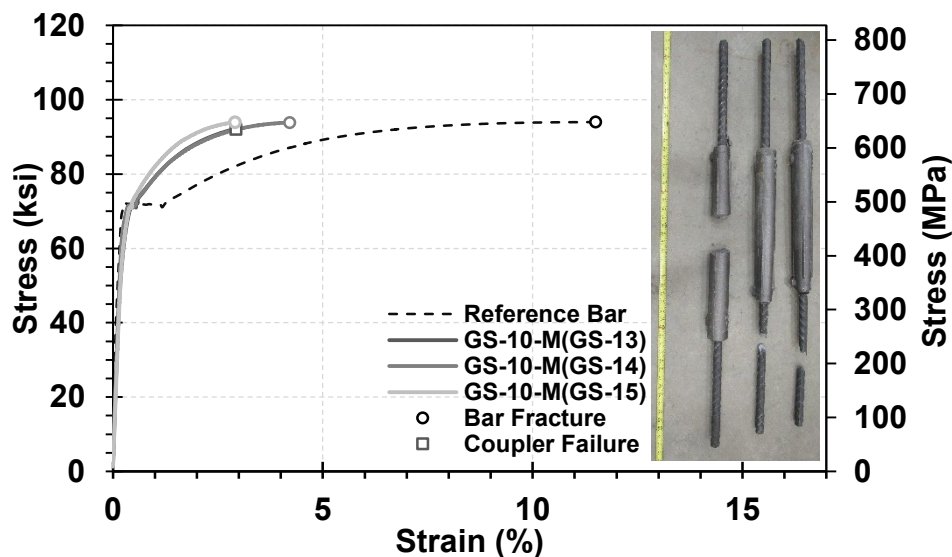 120
100
80
60
40
20
0
Stress (ksi)
0
5
10
15
Strain (%)
800
700
600
500
400
300
200
100
0
Stress (MPa)
Reference Bar
GS-10-M(GS-13)
GS-10-M(GS-14)
GS-10-M(GS-15)
Bar Fracture
Coupler Failure